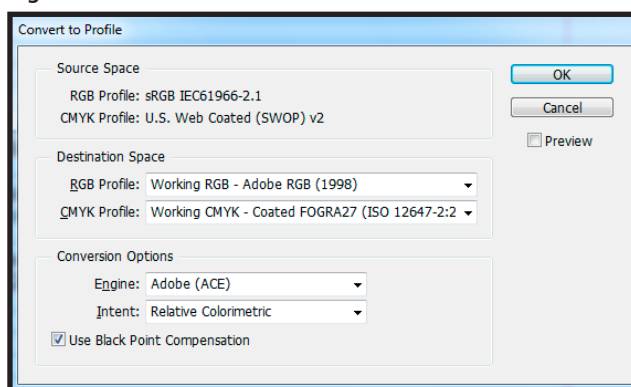 Convert to Profile
Source Space
RGB Profile: sRGB IEC61966-2.1
CMYK Profile: U.S. Web Coated (SWOP) v2
Destination Space
RGB Profile: Working RGB - Adobe RGB (1998)
CMYK Profile: Working CMYK - Coated FOGRA27 (ISO 12647-2:2
Conversion Options
Engine: Adobe (ACE)
Intent: Relative Colorimetric
Use Black Point Compensation
OK
Cancel
Preview